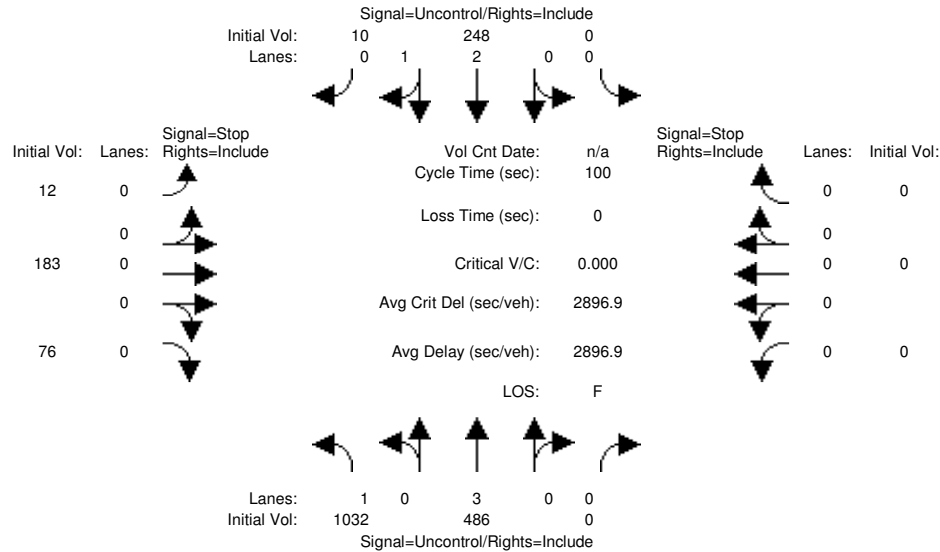 Signal=Uncontrol/Rights=Include
Initial Vol: 10 248 0
Lanes: 0 1 2 0 0
Signal=Stop
Initial Vol: Lanes: Rights=Include
Vol Cnt Date: n/a
Signal=Stop
Rights=Include Lanes: Initial Vol:
Cycle Time (sec): 100
12 0
0 0
Loss Time (sec): 0
0
0
183 0
Critical V/C: 0.000
0 0
0
Avg Crit Del (sec/veh): 2896.9
0
76 0
Avg Delay (sec/veh): 2896.9
0 0
LOS: F
Lanes: 1 0 3 0 0
Initial Vol: 1032 486 0
Signal=Uncontrol/Rights=Include